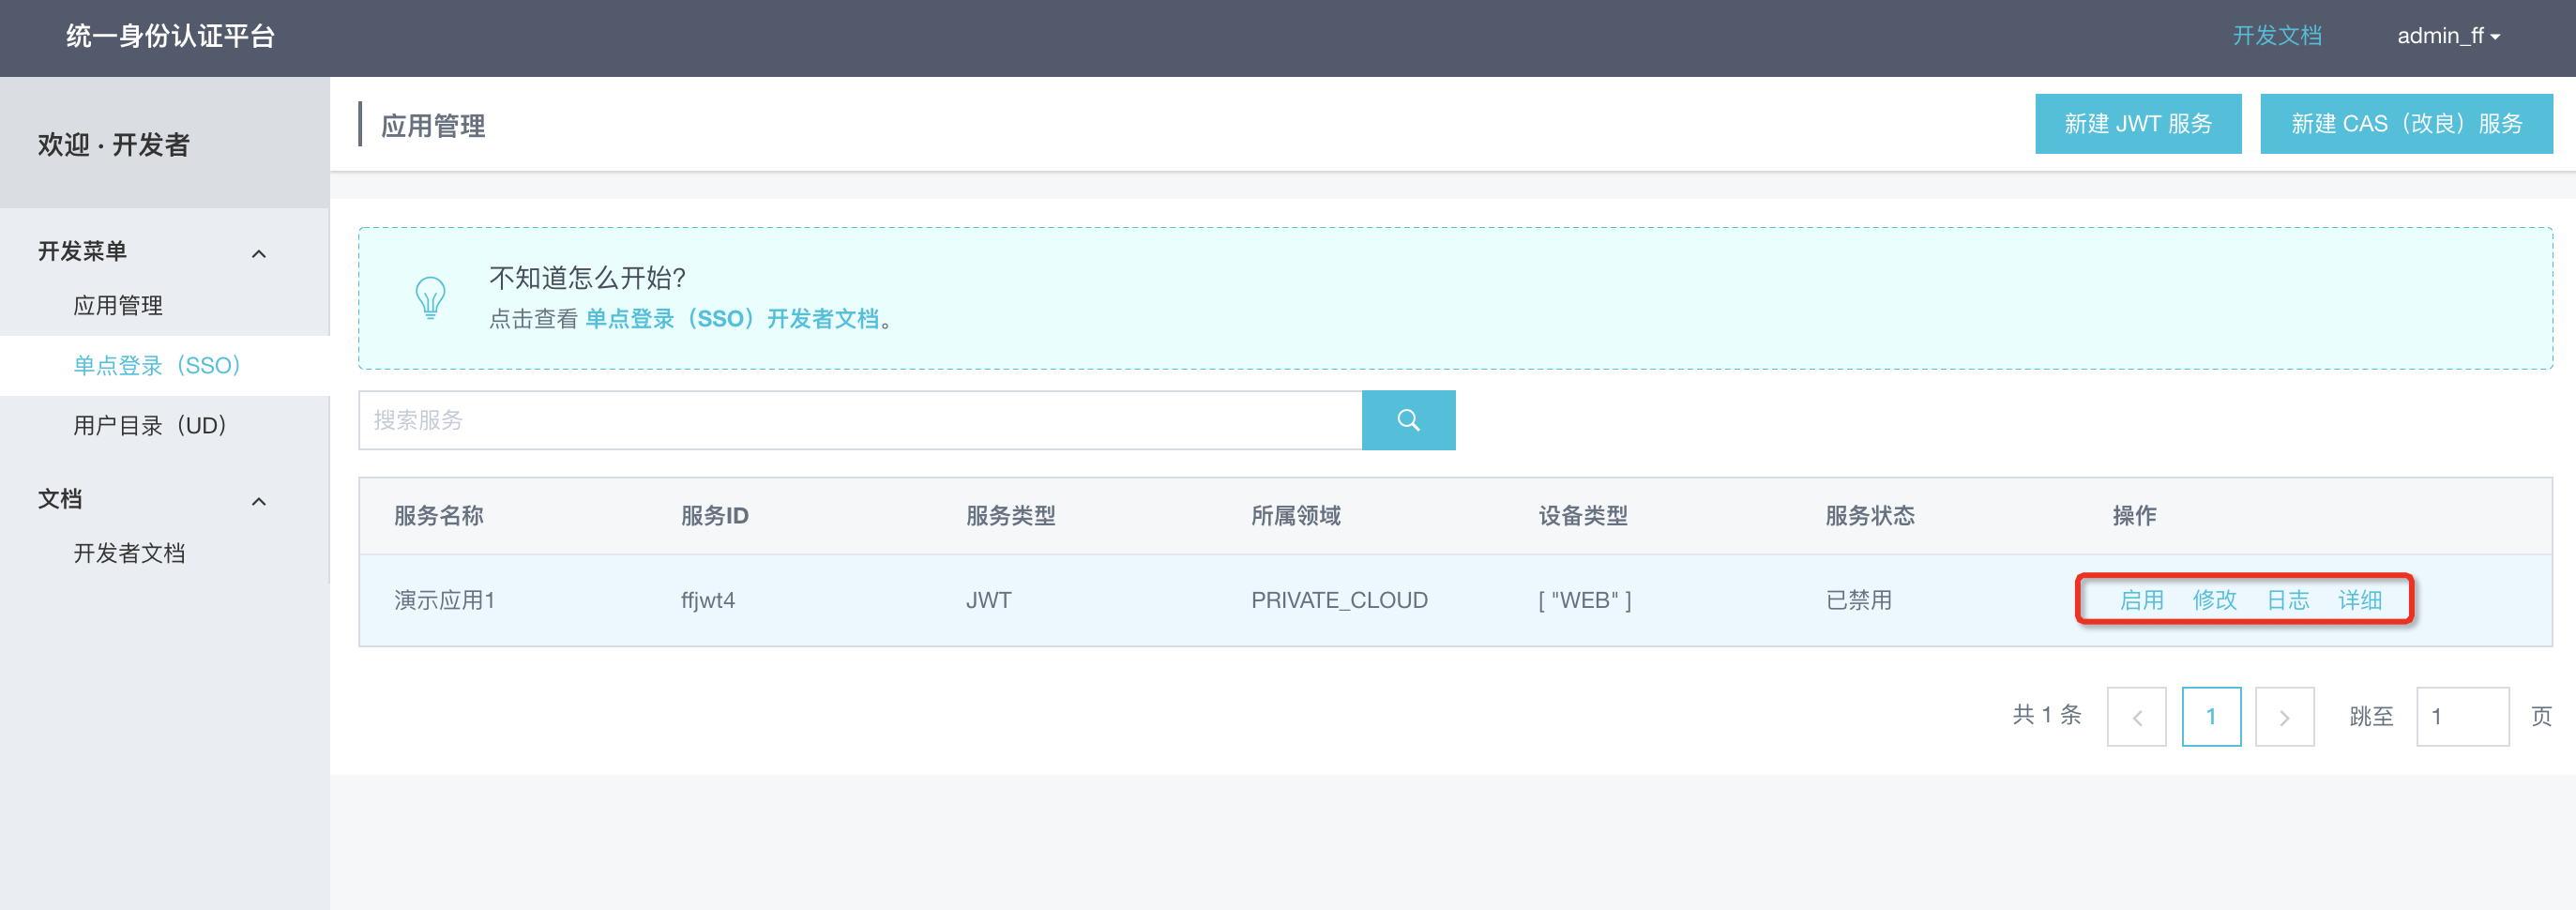 统一身份认证平台
开发文档
admin_ff
欢迎 · 开发者
开发菜单
应用管理
单点登录（SSO）
用户目录（UD）
文档
开发者文档
应用管理
新建 JWT 服务
新建 CAS（改良）服务
不知道怎么开始?
点击查看 单点登录（SSO）开发者文档。
搜索服务
服务名称 服务ID 服务类型 所属领域 设备类型 服务状态 操作
演示应用1 ffjwt4 JWT PRIVATE_CLOUD [ "WEB" ] 已禁用 启用 修改 日志 详细
共 1 条 1 跳至 1 页